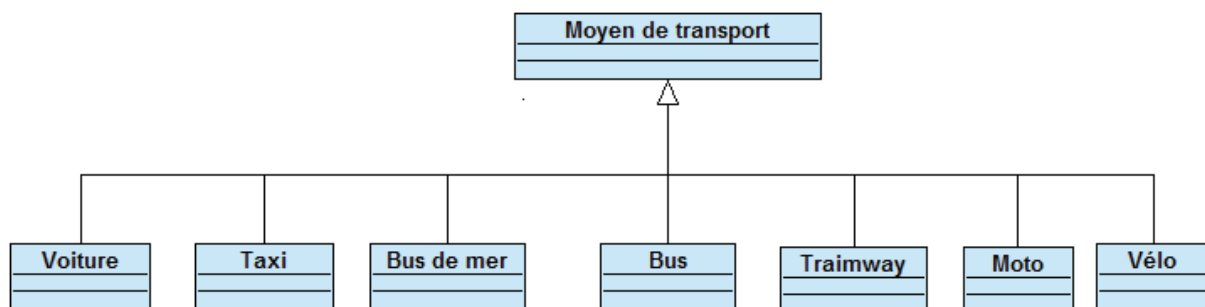 Moyen de transport
Voiture
Taxi
Bus de mer
Bus
Traimway
Moto
Vélo